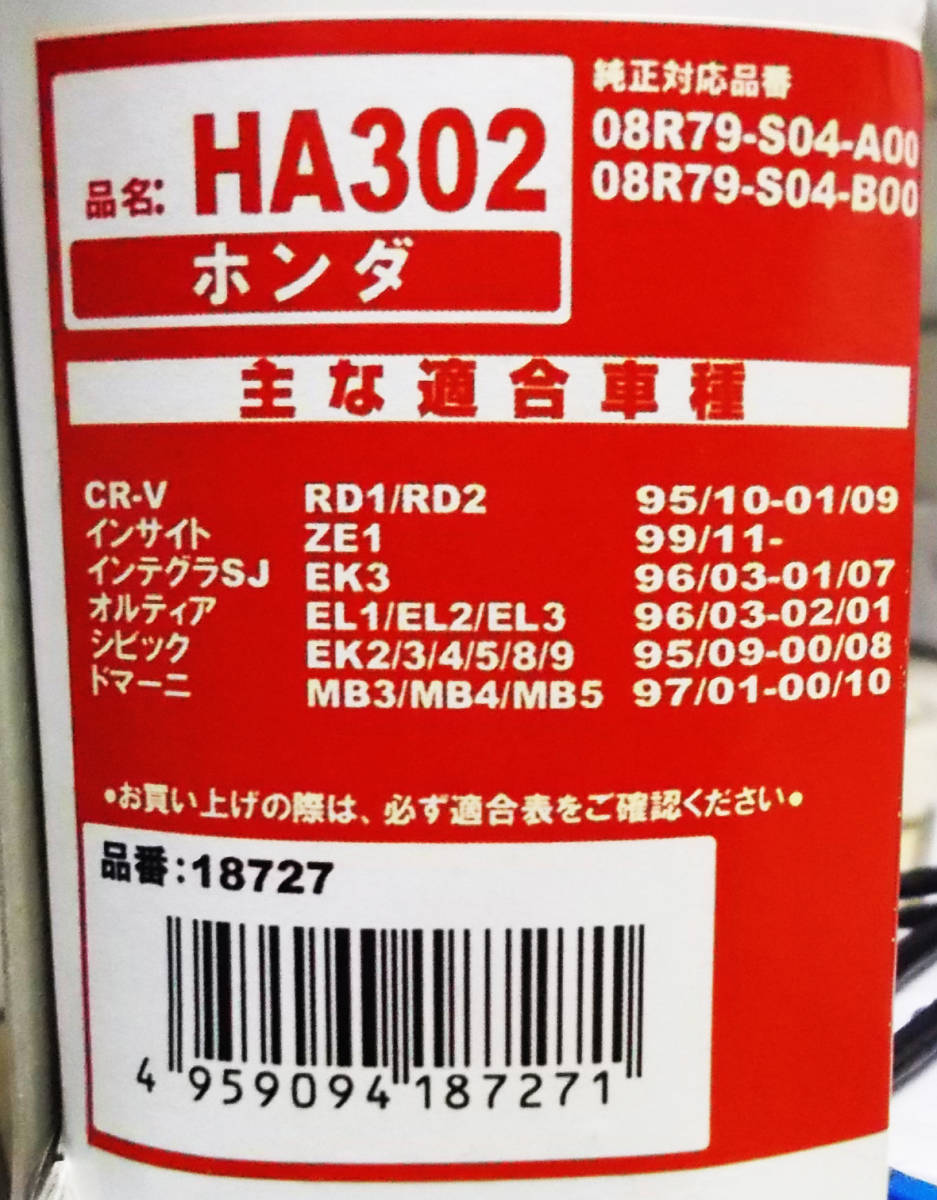 品名: HA302
ホンダ
純正対応品番
08R79-S04-A00
08R79-S04-B00
主な適合車種
CR-V RD1/RD2 95/10-01/09
インサイト ZE1 99/11-
インテグラSJ EK3 96/03-01/07
オルティア EL1/EL2/EL3 96/03-02/01
シビック EK2/3/4/5/8/9 95/09-00/08
ドマーニ MB3/MB4/MB5 97/01-00/10
•お買い上げの際は、必ず適合表をご確認ください•
品番:18727
4 959094 187271